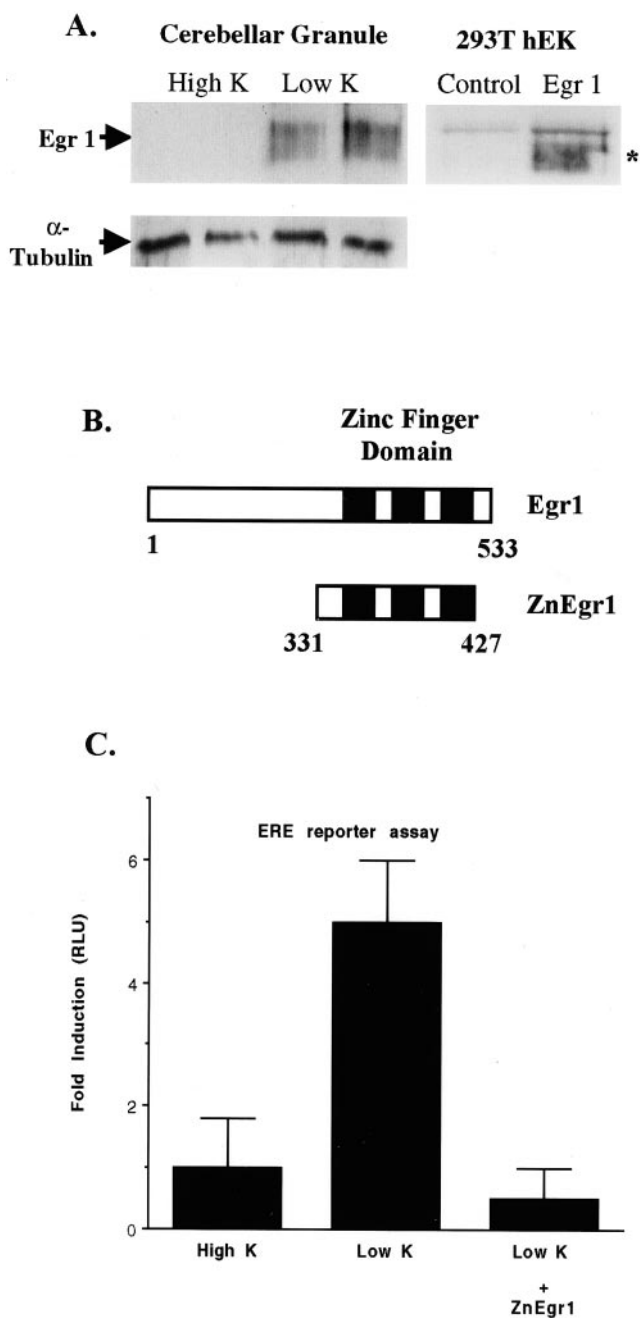 A.
Cerebellar Granule
293T hEK
High K
Low K
Control
Egr 1
Egr 1
*
α-
Tubulin
B.
Zinc Finger
Domain
Egr1
1
533
ZnEgr1
331
427
C.
ERE reporter assay
Fold Induction (RLU)
6
4
2
0
High K
Low K
Low K
+
ZnEgr1